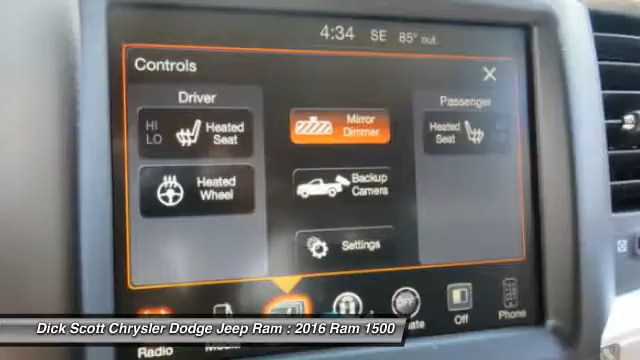 4:34 SE 85° out.
Controls
Driver
Passenger
HI
LO
Heated
Seat
Mirror
Dimmer
Heated
Seat
Heated
Wheel
Backup
Camera
Settings
OFF
Off
Phone
Radio
Dick Scott Chrysler Dodge Jeep Ram : 2016 Ram 1500